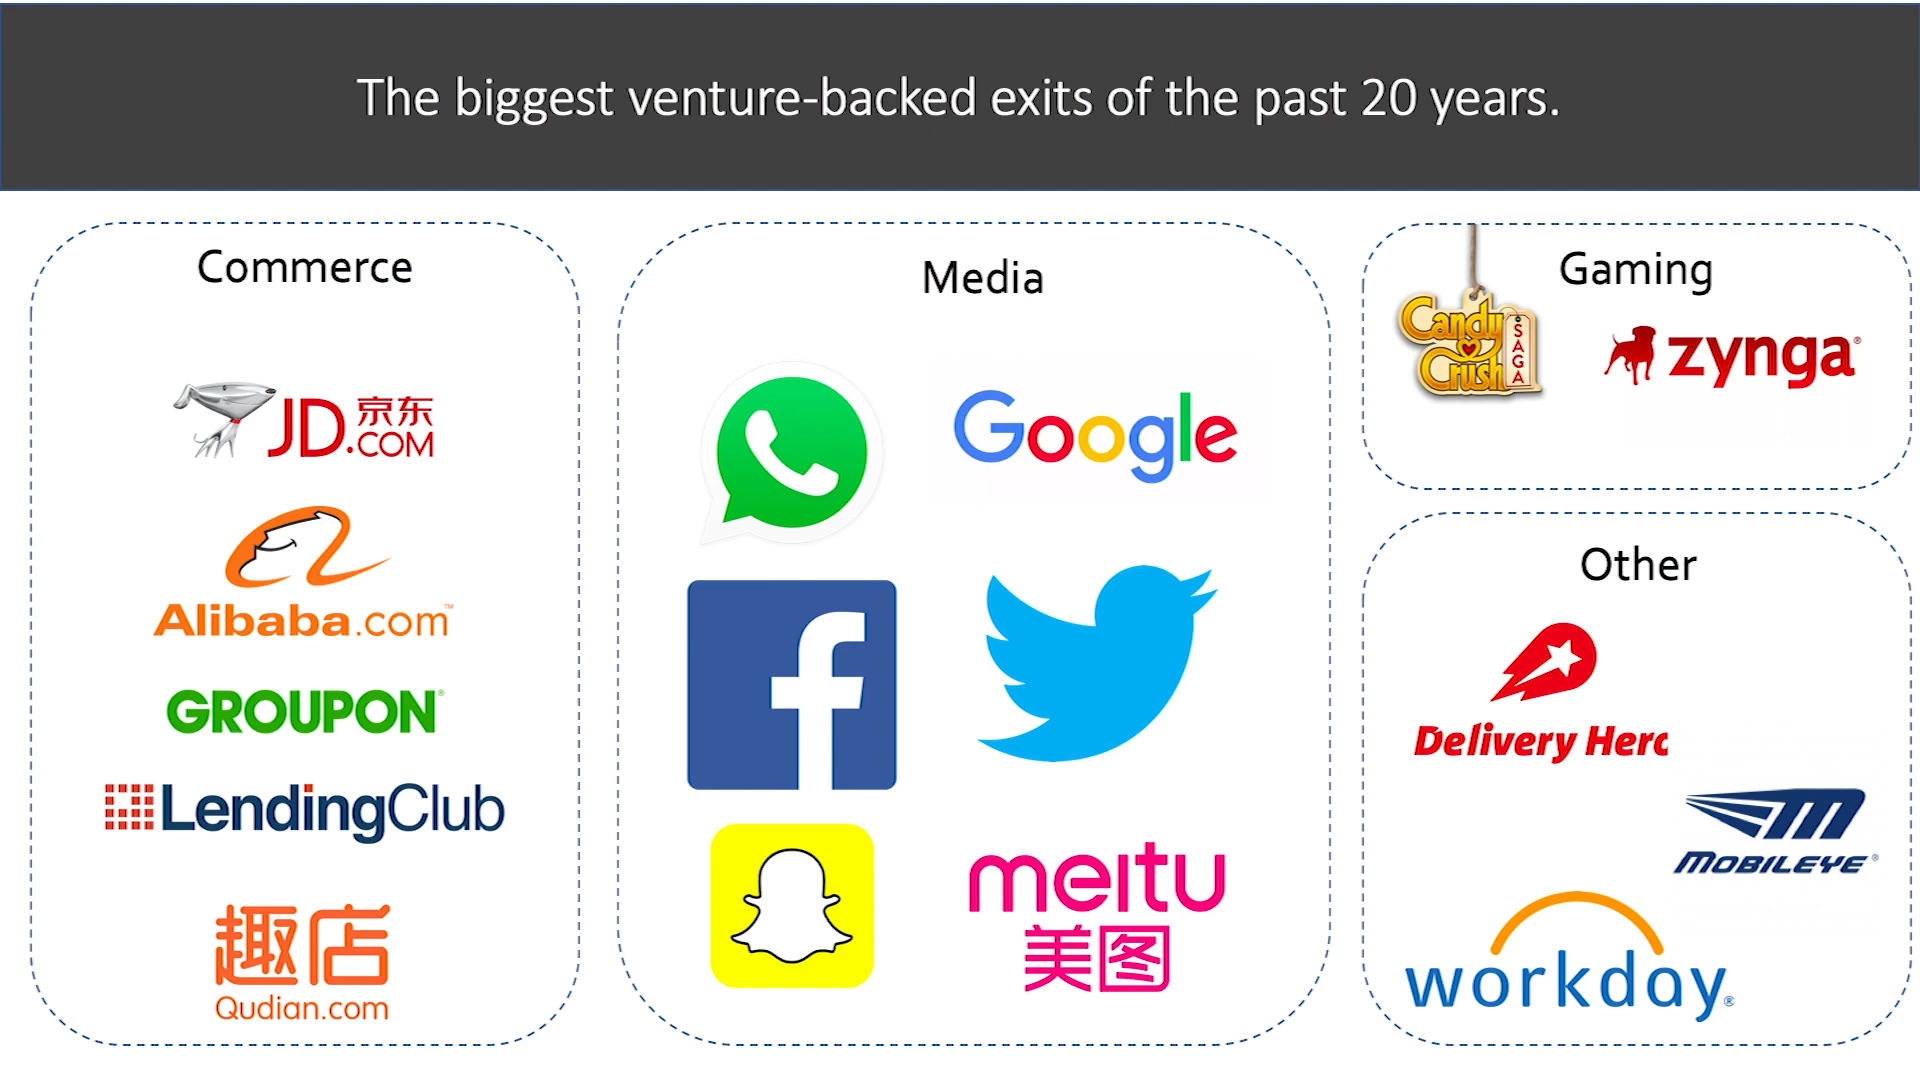 The biggest venture-backed exits of the past 20 years.
Commerce
JD.COM 京东
Alibaba.com™
GROUPON®
LendingClub
趣店
Qudian.com
Media
Google
meitu
美图
Gaming
Candy
Crush
SAGA
zynga®
Other
Delivery Herc
MOBILEYE®
workday®